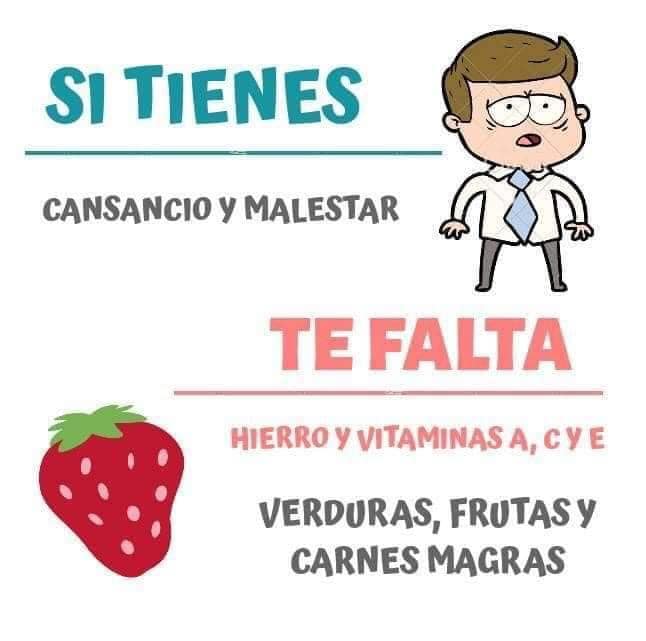 SI TIENES
CANSANCIO Y MALESTAR
TE FALTA
HIERRO Y VITAMINAS A, C Y E
VERDURAS, FRUTAS Y
CARNES MAGRAS